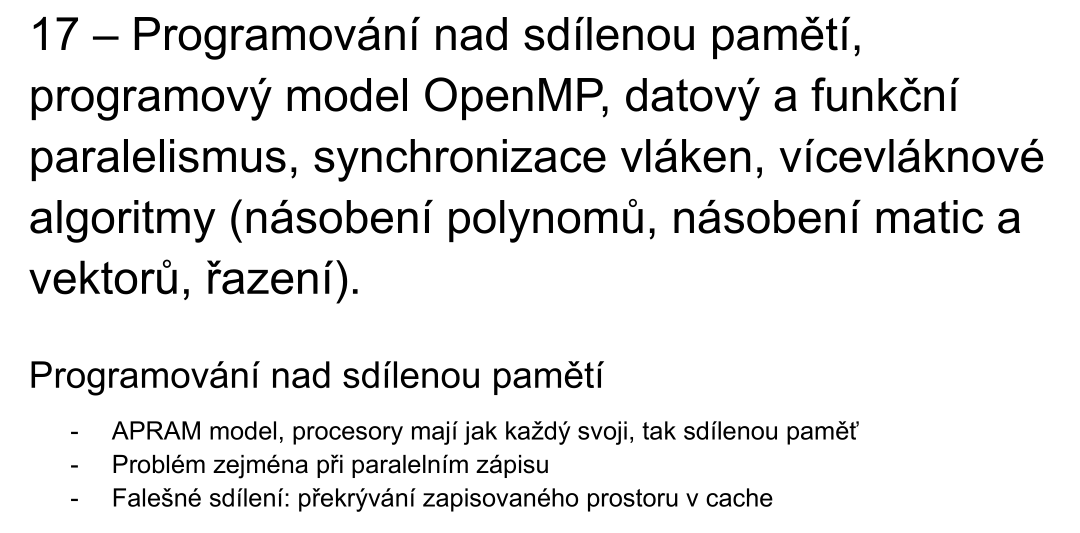 17 – Programování nad sdílenou pamětí,
programový model OpenMP, datový a funkční
paralelismus, synchronizace vláken, vícevláknové
algoritmy (násobení polynomů, násobení matic a
vektorů, řazení).
Programování nad sdílenou pamětí
- APRAM model, procesory mají jak každý svoji, tak sdílenou paměť
- Problém zejména při paralelním zápisu
- Falešné sdílení: překrývání zapisovaného prostoru v cache